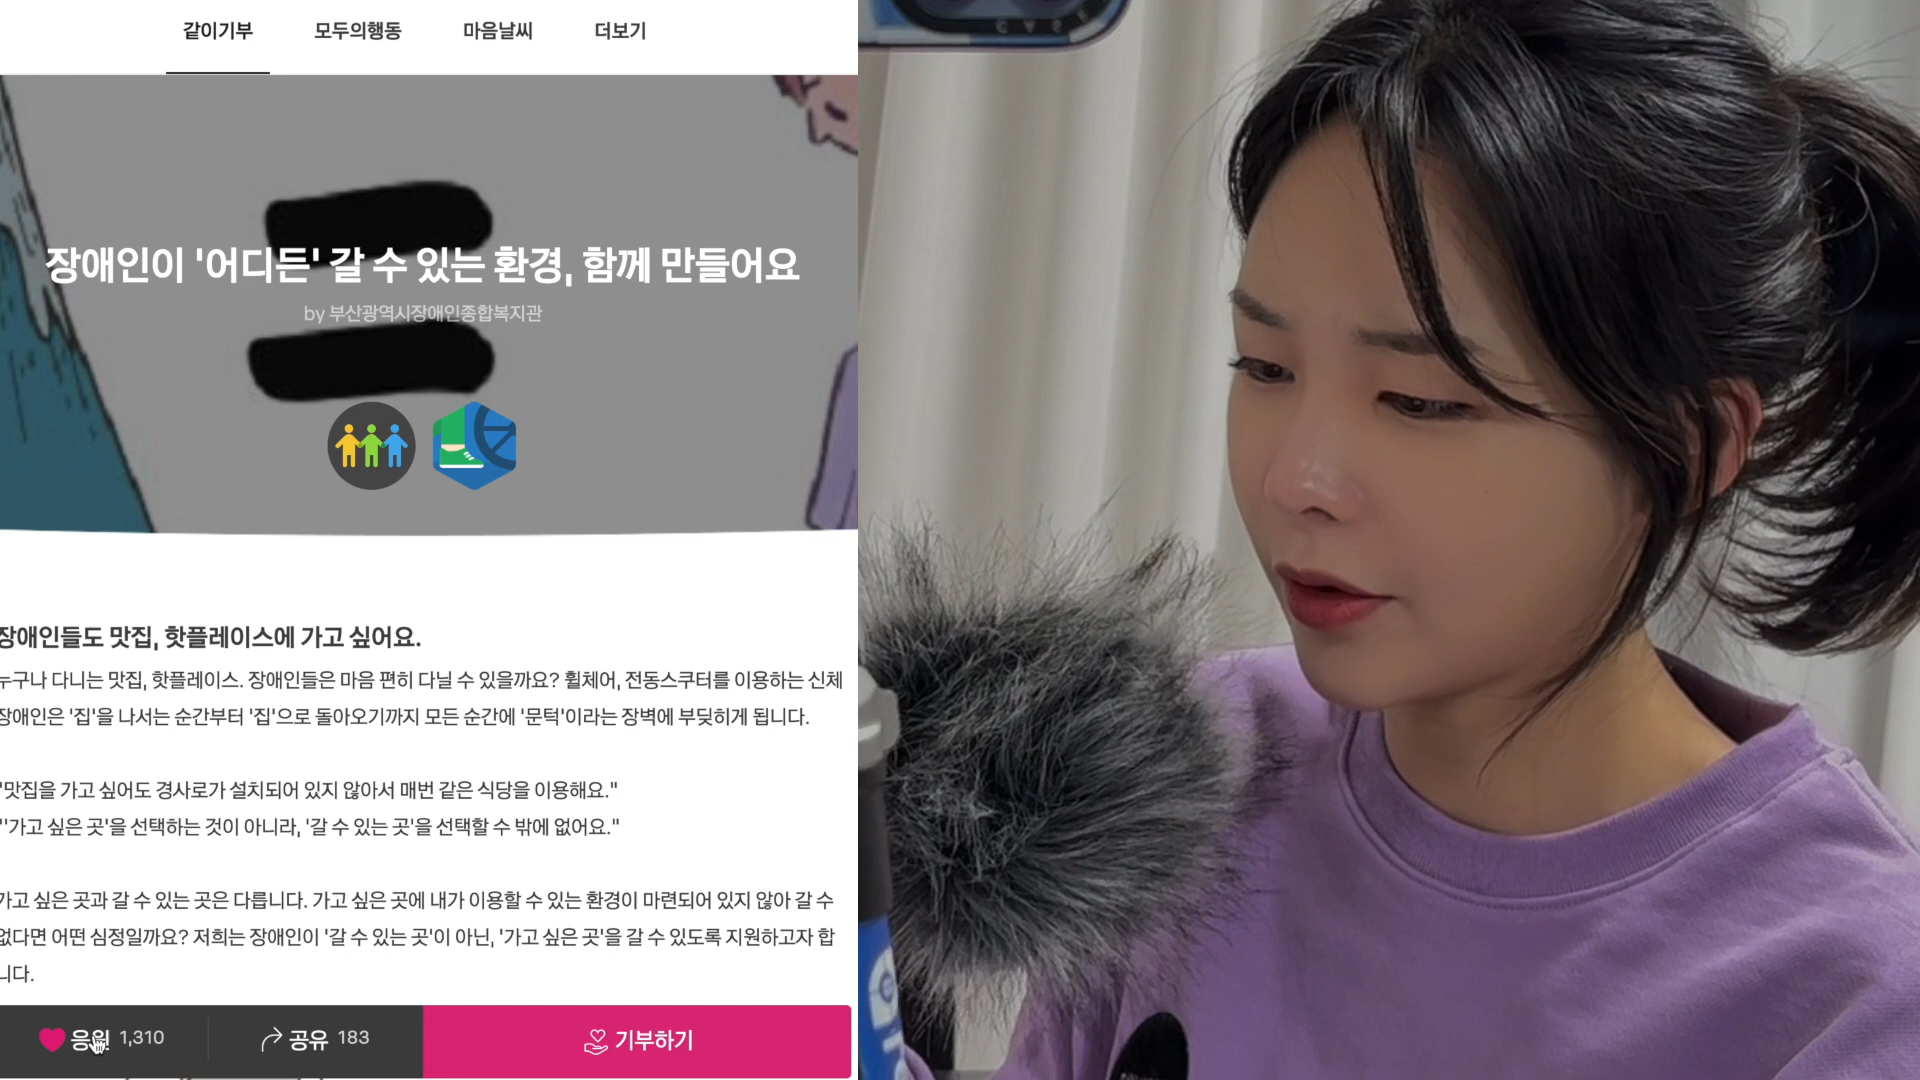 같이기부 모두의행동 마음날씨 더보기
장애인이 '어디든' 갈 수 있는 환경, 함께 만들어요
by 부산광역시장애인종합복지관
장애인들도 맛집, 핫플레이스에 가고 싶어요.
누구나 다니는 맛집, 핫플레이스. 장애인들은 마음 편히 다닐 수 있을까요? 휠체어, 전동스쿠터를 이용하는 신체
장애인은 '집'을 나서는 순간부터 '집'으로 돌아오기까지 모든 순간에 '문턱'이라는 장벽에 부딪히게 됩니다.
"맛집을 가고 싶어도 경사로가 설치되어 있지 않아서 매번 같은 식당을 이용해요."
"'가고 싶은 곳'을 선택하는 것이 아니라, '갈 수 있는 곳'을 선택할 수 밖에 없어요."
가고 싶은 곳과 갈 수 있는 곳은 다릅니다. 가고 싶은 곳에 내가 이용할 수 있는 환경이 마련되어 있지 않아 갈 수
없다면 어떤 심정일까요? 저희는 장애인이 '갈 수 있는 곳'이 아닌, '가고 싶은 곳'을 갈 수 있도록 지원하고자 합
니다.
응원 1,310 공유 183 기부하기